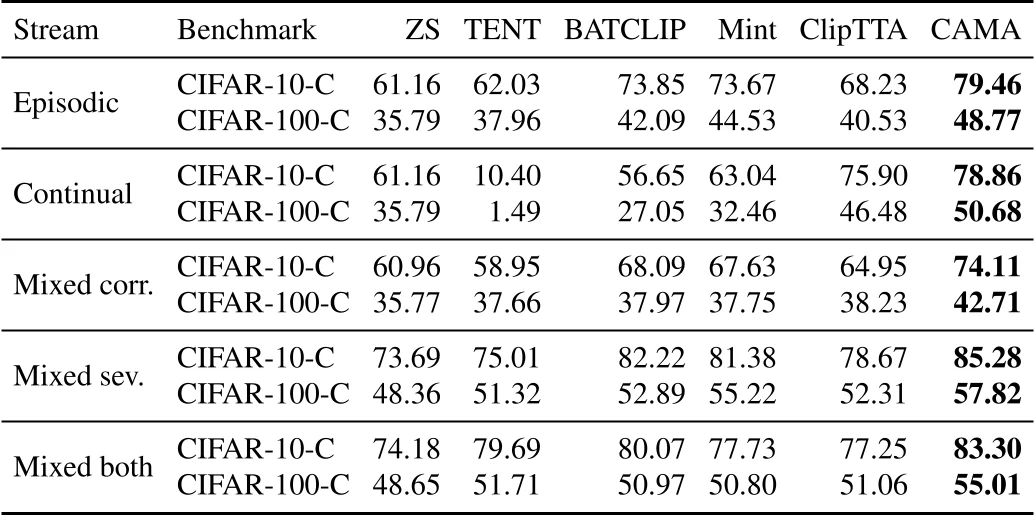 Stream Benchmark ZS TENT BATCLIP Mint ClipTTA CAMA
Episodic CIFAR-10-C 61.16 62.03 73.85 73.67 68.23 79.46
CIFAR-100-C 35.79 37.96 42.09 44.53 40.53 48.77
Continual CIFAR-10-C 61.16 10.40 56.65 63.04 75.90 78.86
CIFAR-100-C 35.79 1.49 27.05 32.46 46.48 50.68
Mixed corr. CIFAR-10-C 60.96 58.95 68.09 67.63 64.95 74.11
CIFAR-100-C 35.77 37.66 37.97 37.75 38.23 42.71
Mixed sev. CIFAR-10-C 73.69 75.01 82.22 81.38 78.67 85.28
CIFAR-100-C 48.36 51.32 52.89 55.22 52.31 57.82
Mixed both CIFAR-10-C 74.18 79.69 80.07 77.73 77.25 83.30
CIFAR-100-C 48.65 51.71 50.97 50.80 51.06 55.01